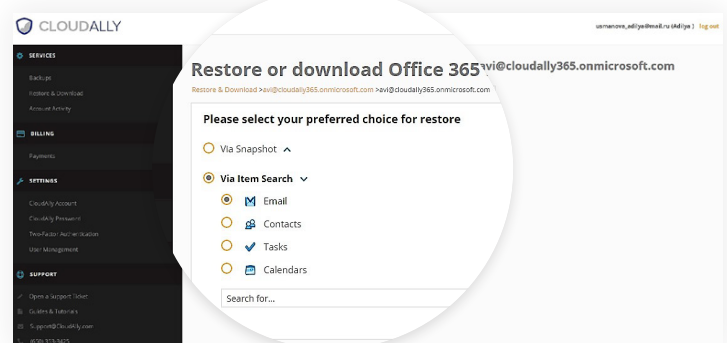 CLOUDALLY
usmanova_adilya@mail.ru (Adilya ) log out
SERVICES
Backups
Restore & Download
Account Activity
BILLING
Payments
SETTINGS
CloudAlly Account
CloudAlly Password
Two-Factor Authentication
User Management
SUPPORT
Open a Support Ticket
Guides & Tutorials
Support@CloudAlly.com
Restore or download Office 365 avi@cloudally365.onmicrosoft.com
Restore & Download >avi@cloudally365.onmicrosoft.com >avi@cloudally365.onmicrosoft.com
Please select your preferred choice for restore
Via Snapshot
Via Item Search
Email
Contacts
Tasks
Calendars
Search for...